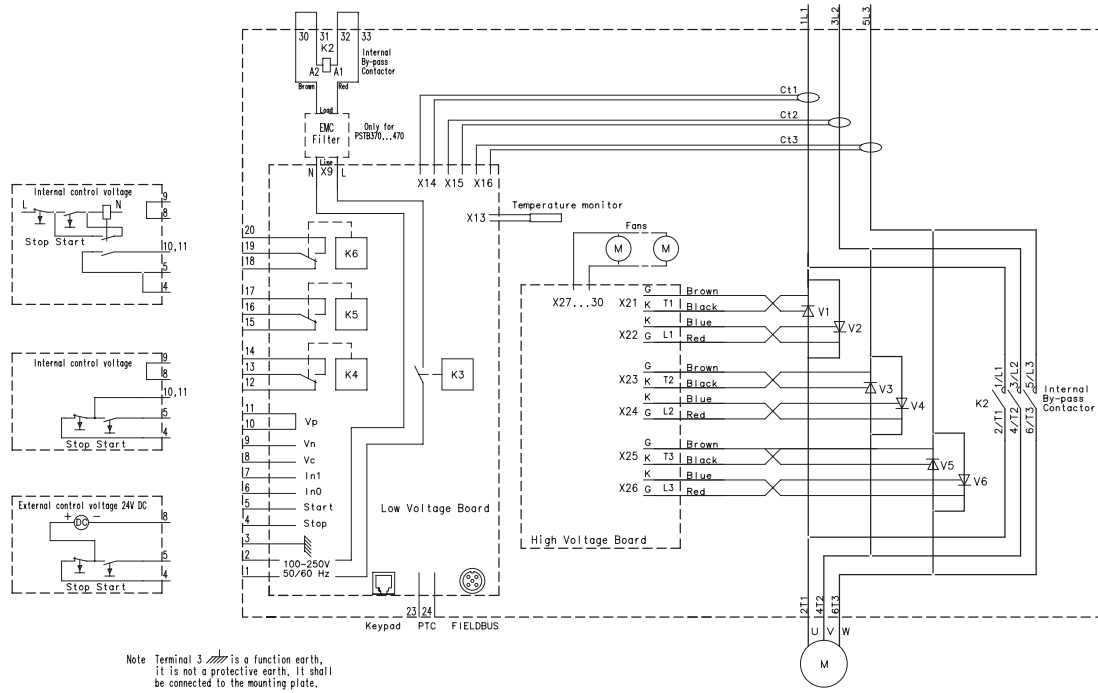 1L1 3L2 5L3
30 31 32 33
K2
Internal
By-pass
Contactor
A2 A1
Brown Red
Load
EMC
Filter
Only for
PSTB370...470
Line
N X9 L
Ct1
Ct2
Ct3
X14 X15 X16
X13
Temperature monitor
Fans
M M
X27...30
Internal control voltage
L N
Stop Start
9
8
10,11
5
4
Internal control voltage
9
8
10,11
5
4
Stop Start
External control voltage 24V DC
+ DC -
8
5
4
Stop Start
20
19
18
K6
17
16
15
K5
14
13
12
K4
K3
11
10
Vp
9 Vn
8 Vc
7 In1
6 In0
5 Start
4 Stop
3
2
1
100-250V
50/60 Hz
Low Voltage Board
23 24
Keypad PTC FIELDBUS
X21 G Brown
K T1 Black
K Blue
X22 G L1 Red
X23 G Brown
K T2 Black
K Blue
X24 G L2 Red
X25 G Brown
K T3 Black
K Blue
X26 G L3 Red
High Voltage Board
V1
V2
V3
V4
V5
V6
K2
1/L1
3/L2
5/L3
2/T1
4/T2
6/T3
Internal
By-pass
Contactor
2T1 4T2 6T3
U V W
M
Note Terminal 3 is a function earth,
it is not a protective earth. It shall
be connected to the mounting plate.